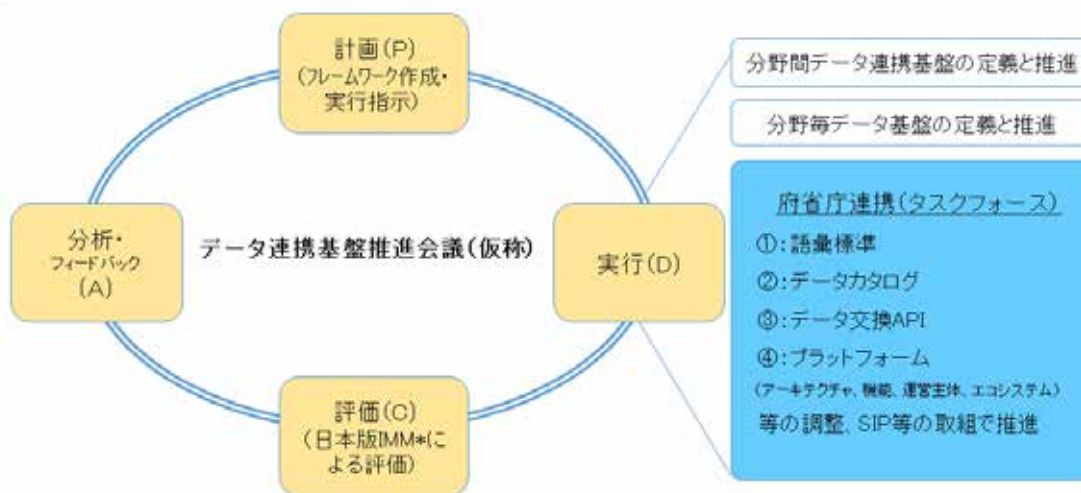 計画(P)
(フレームワーク作成・
実行指示)
分野間データ連携基盤の定義と推進
分野毎データ基盤の定義と推進
分析・
フィードバック
(A)
データ連携基盤推進会議(仮称)
実行(D)
府省庁連携(タスクフォース)
①:語彙標準
②:データカタログ
③:データ交換API
④:プラットフォーム
(アーキテクチャ、機能、運営主体、エコシステム)
等の調整、SIP等の取組で推進
評価(C)
(日本版IMM*に
よる評価)